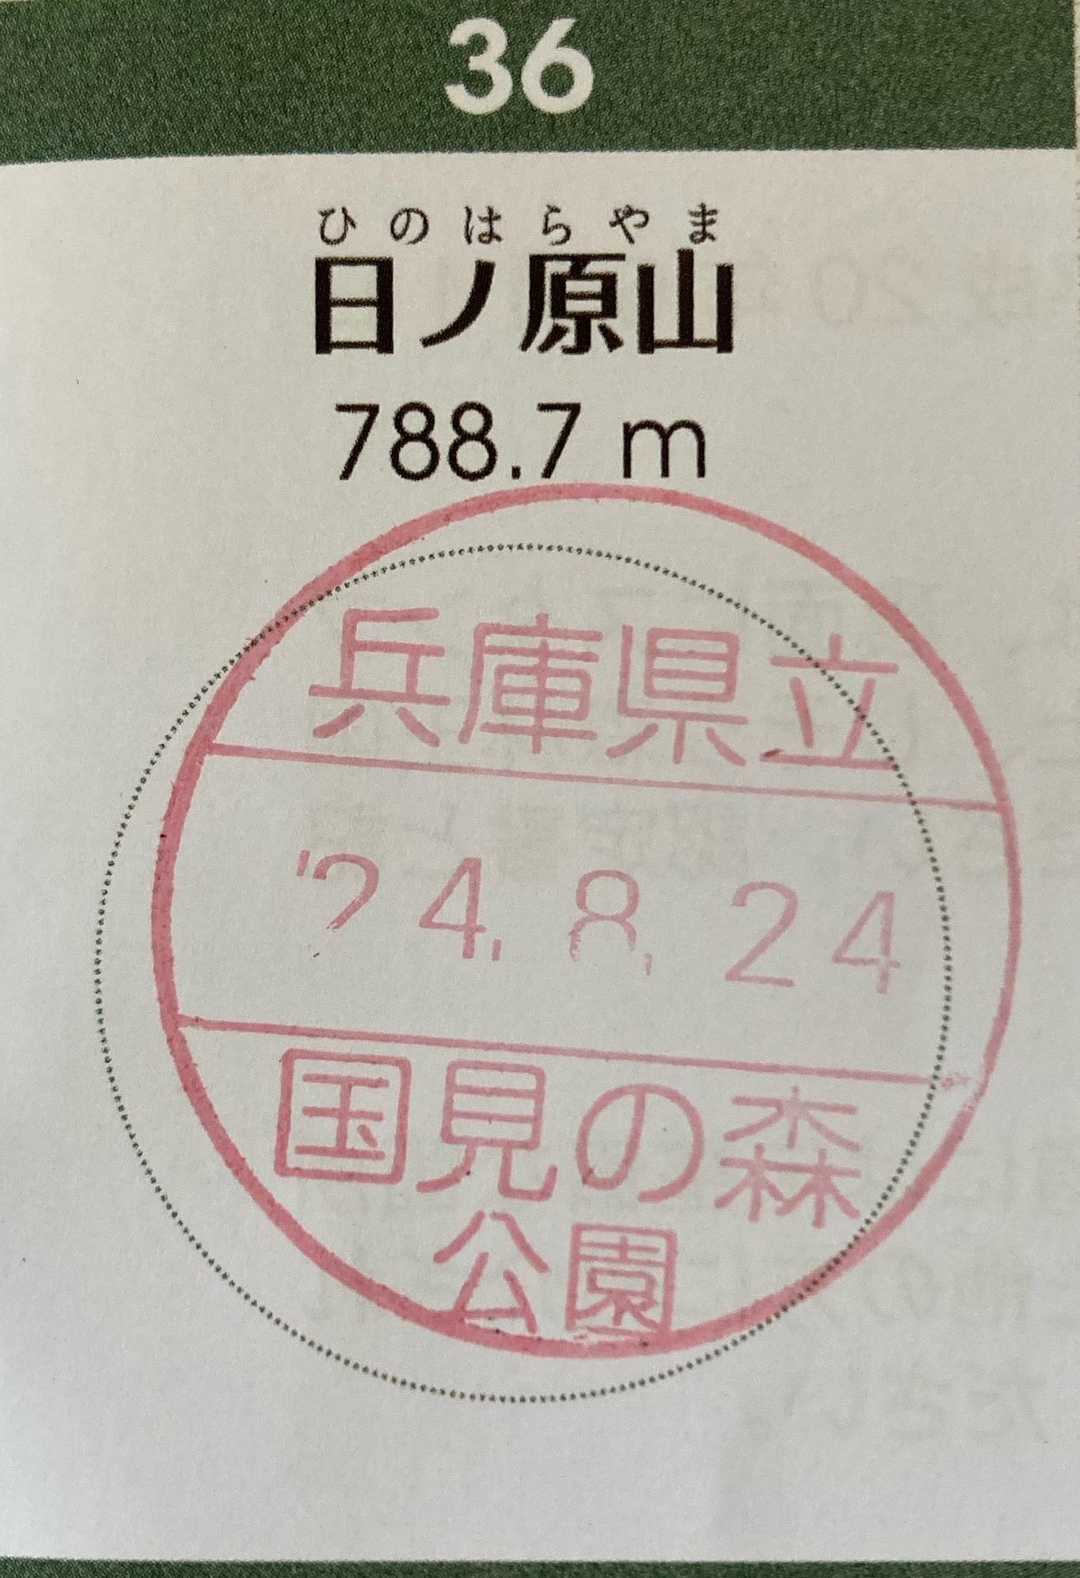 36
ひのはらやま
日ノ原山
788.7 m
兵庫県立
'24. 8. 24
国見の森
公園